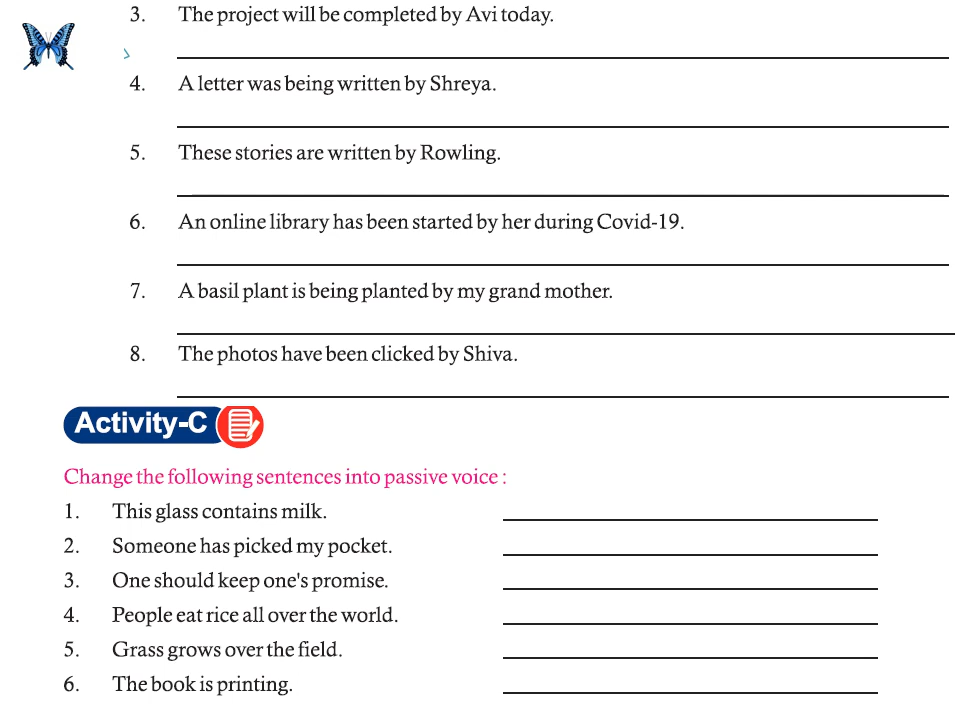 3. The project will be completed by Avi today.
4. A letter was being written by Shreya.
5. These stories are written by Rowling.
6. An online library has been started by her during Covid-19.
7. A basil plant is being planted by my grand mother.
8. The photos have been clicked by Shiva.
Activity-C
Change the following sentences into passive voice :
1. This glass contains milk.
2. Someone has picked my pocket.
3. One should keep one's promise.
4. People eat rice all over the world.
5. Grass grows over the field.
6. The book is printing.